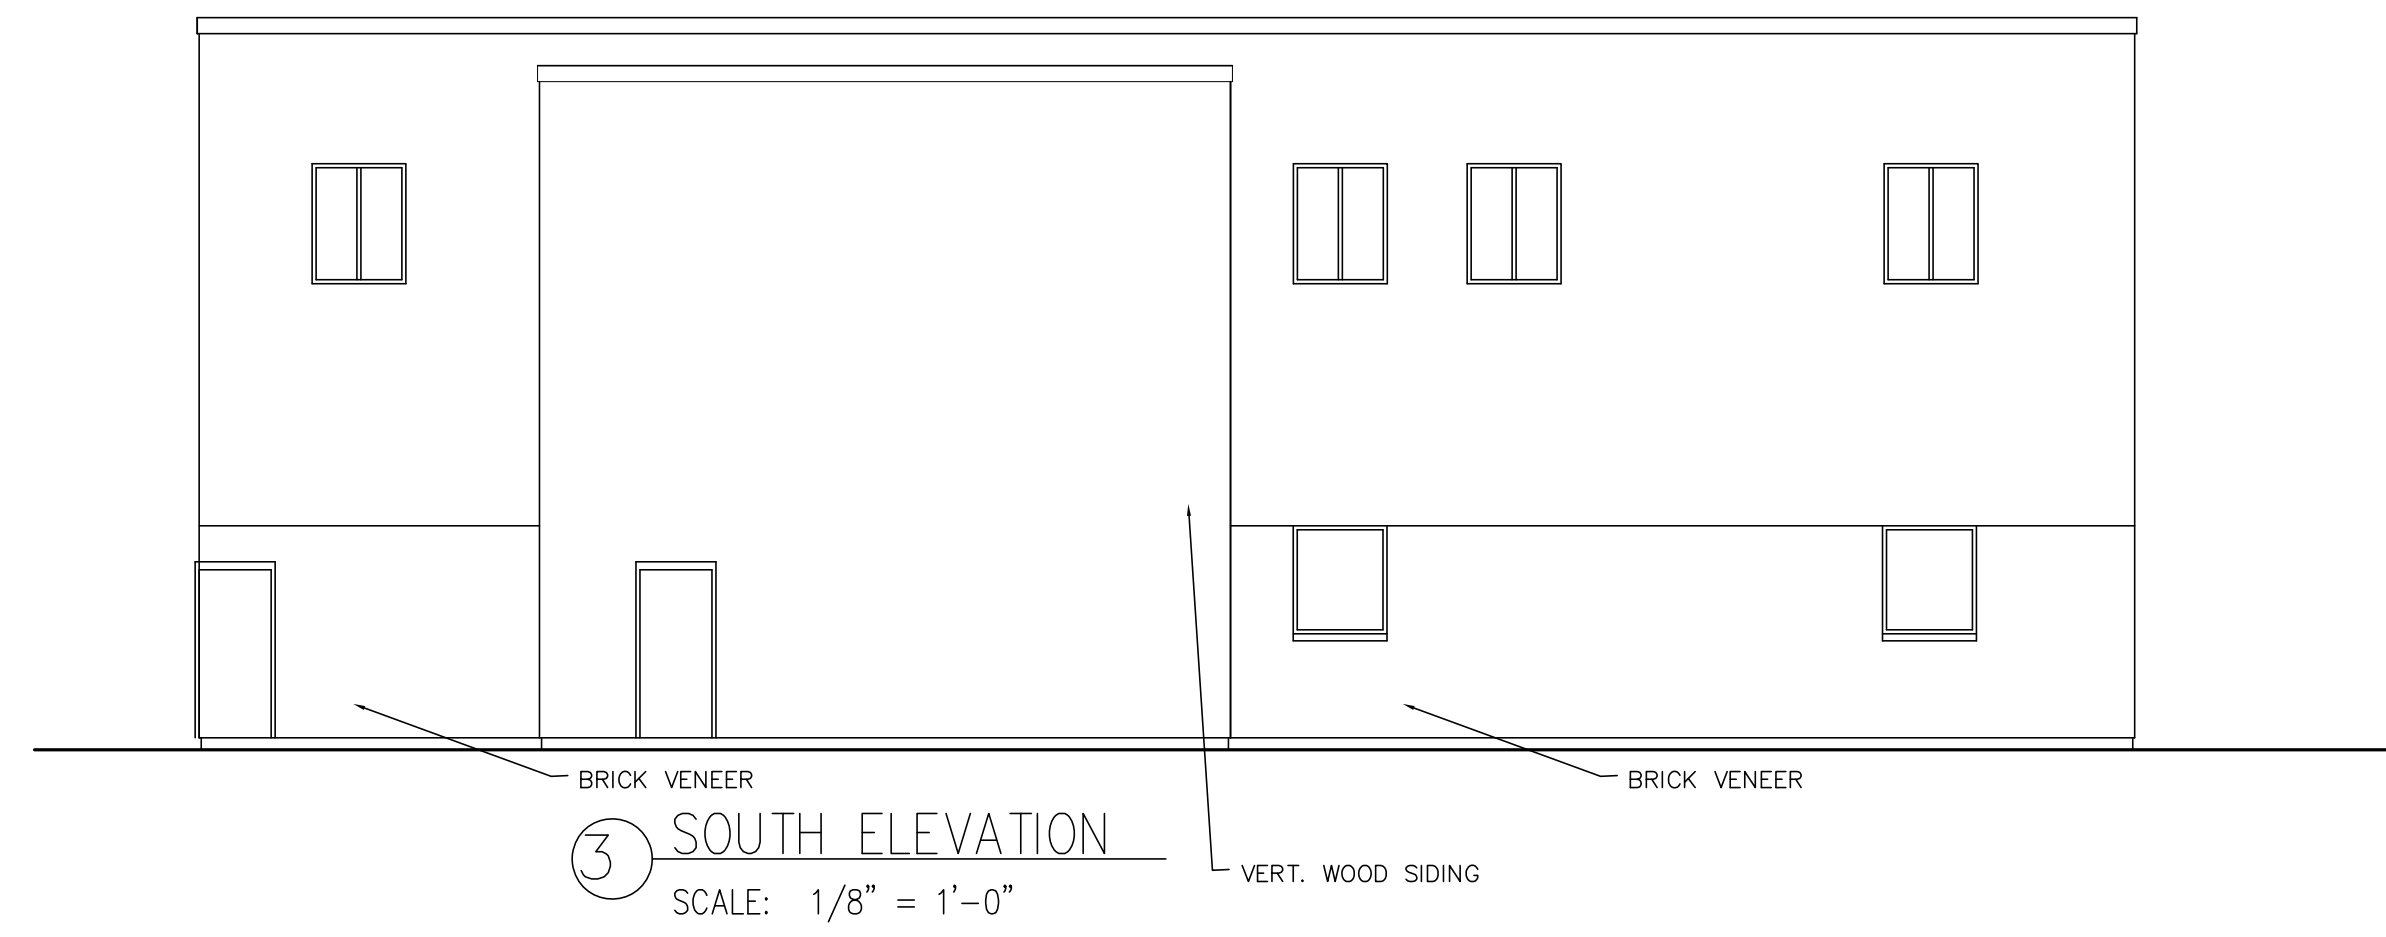 BRICK VENEER
BRICK VENEER
3
SOUTH ELEVATION
VERT. WOOD SIDING
SCALE: 1/8" = 1'-0"